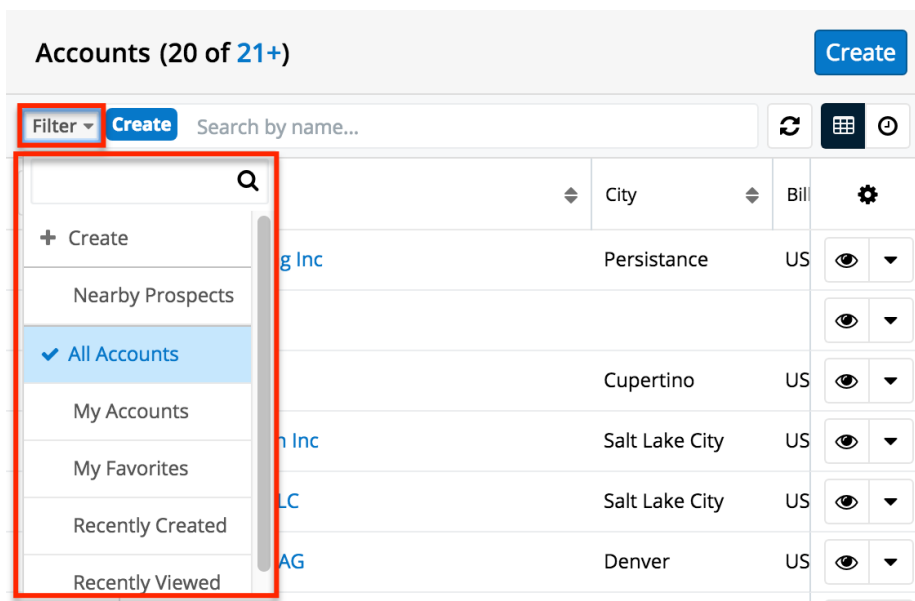 Accounts (20 of 21+)
Create
Filter
Create
Search by name...
City
Bill
Create
g Inc
Persistance
US
Nearby Prospects
All Accounts
Cupertino
US
My Accounts
n Inc
Salt Lake City
US
My Favorites
LC
Salt Lake City
US
Recently Created
AG
Denver
US
Recently Viewed